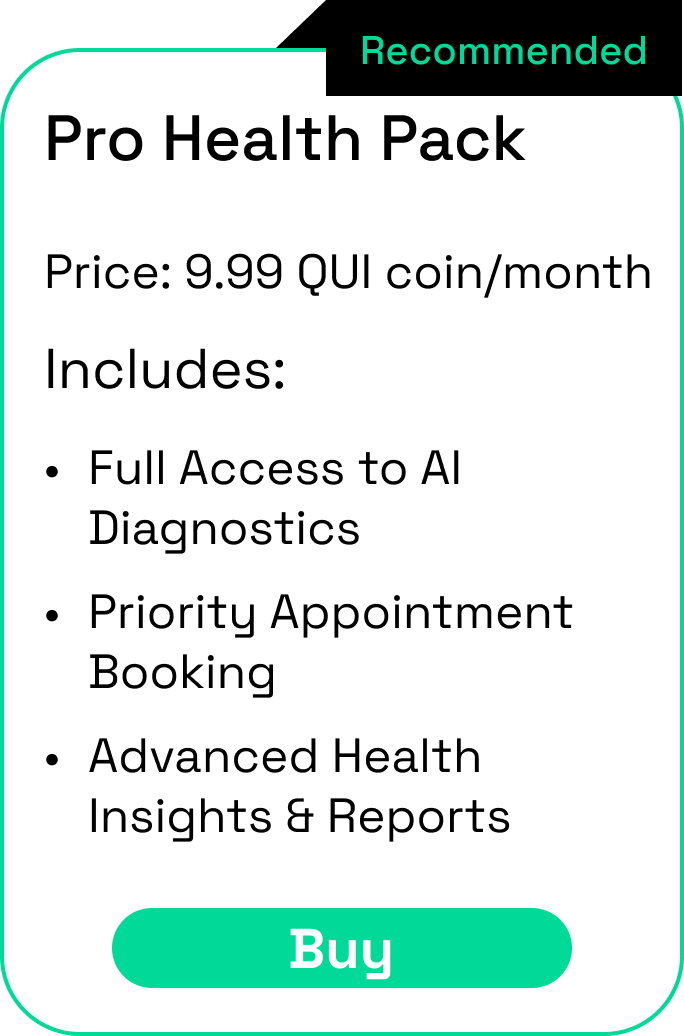 Recommended
Pro Health Pack
Price: 9.99 QUI coin/month
Includes:
• Full Access to AI
Diagnostics
• Priority Appointment
Booking
• Advanced Health
Insights & Reports
Buy